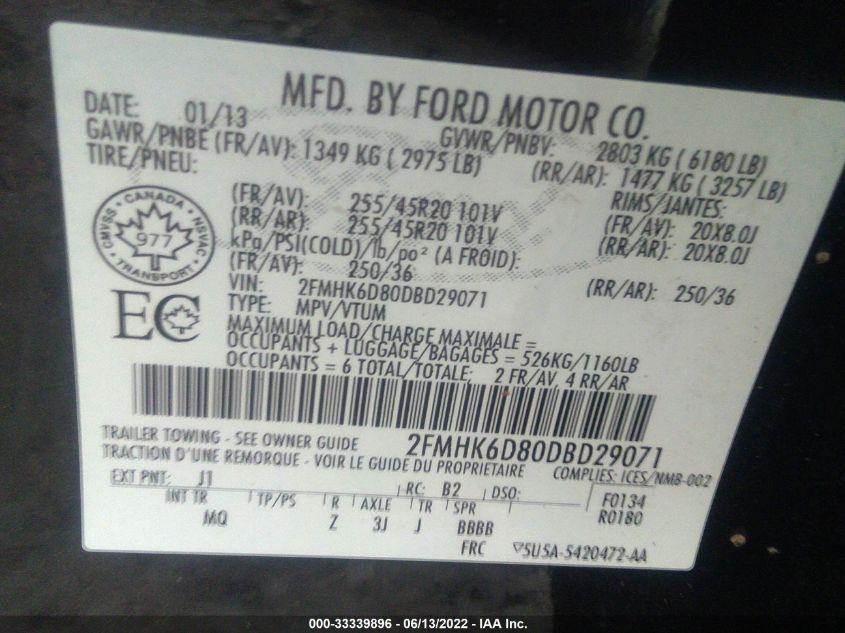 MFD. BY FORD MOTOR CO.
DATE: 01/13 GVWR/PNBV: 2803 KG ( 6180 LB)
GAWR/PNBE (FR/AV): 1349 KG ( 2975 LB) (RR/AR): 1477 KG ( 3257 LB)
TIRE/PNEU: RIMS/JANTES:
(FR/AV): 255/45R20 101V (FR/AV): 20X8.0J
(RR/AR): 255/45R20 101V (RR/AR): 20X8.0J
kPa/PSI(COLD)/lb/po² (A FROID):
(FR/AV): 250/36 (RR/AR): 250/36
VIN: 2FMHK6D80DBD29071
TYPE: MPV/VTUM
MAXIMUM LOAD/CHARGE MAXIMALE =
OCCUPANTS + LUGGAGE/BAGAGES = 526KG/1160LB
OCCUPANTS = 6 TOTAL/TOTALE; 2 FR/AV, 4 RR/AR
CANADA
CMVSS 977 NSVAC
TRANSPORT
EC
2FMHK6D80DBD29071
TRAILER TOWING - SEE OWNER GUIDE
TRACTION D'UNE REMORQUE - VOIR LE GUIDE DU PROPRIETAIRE
COMPLIES: ICES/NMB-002
EXT PNT: J1 RC: B2 DSO: F0134
INT TR TP/PS R AXLE TR SPR R0180
MQ Z 3J J BBBB
FRC ▽5U5A-5420472-AA
000-33339896 - 06/13/2022 - IAA Inc.